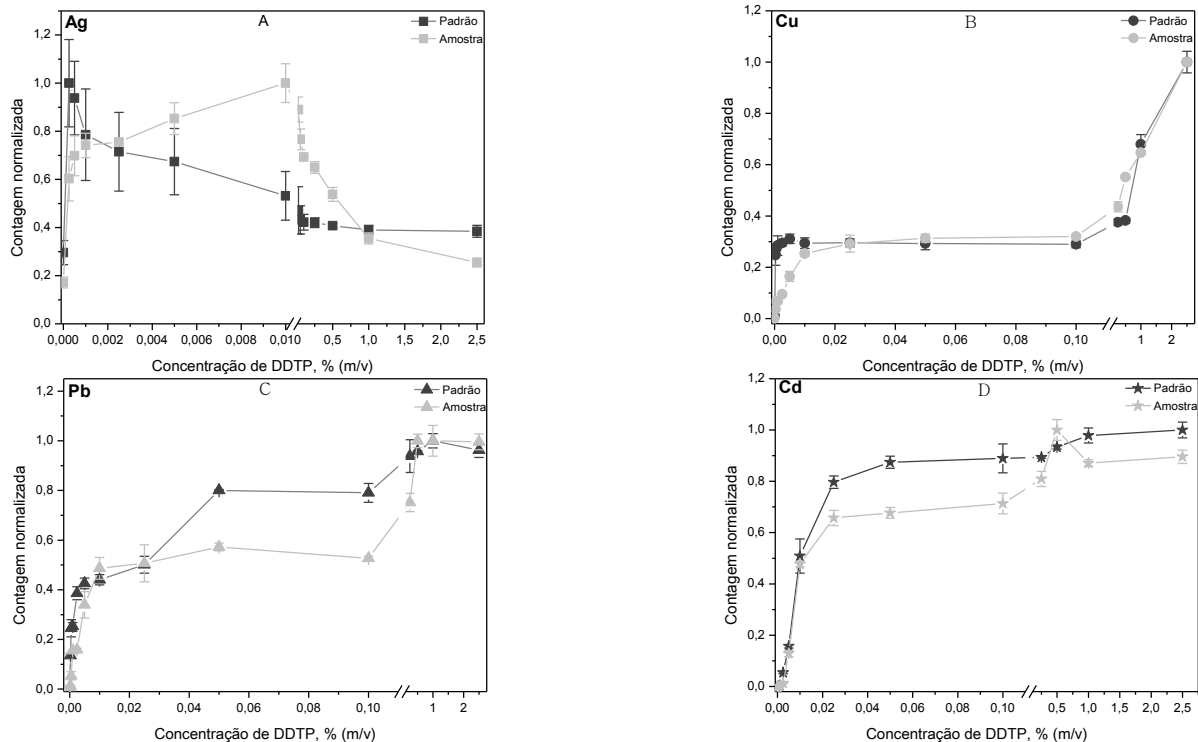 Ag
A
Padrão
Amostra
1,2
1,0
0,8
0,6
0,4
0,2
0,0
Contagem normalizada
0,000 0,002 0,004 0,006 0,008 0,010 0,5 1,0 1,5 2,0 2,5
Concentração de DDTP, % (m/v)
Cu
B
Padrão
Amostra
1,2
1,0
0,8
0,6
0,4
0,2
0,0
Contagem normalizada
0,00 0,02 0,04 0,06 0,08 0,10 1 2
Concentração de DDTP, % (m/v)
Pb
C
Padrão
Amostra
1,2
1,0
0,8
0,6
0,4
0,2
0,0
Contagem normalizada
0,00 0,02 0,04 0,06 0,08 0,10 1 2
Concentração de DDTP, % (m/v)
Cd
D
Padrão
Amostra
1,2
1,0
0,8
0,6
0,4
0,2
0,0
Contagem normalizada
0,00 0,02 0,04 0,06 0,08 0,10 0,5 1,0 1,5 2,0 2,5
Concentração de DDTP, % (m/v)